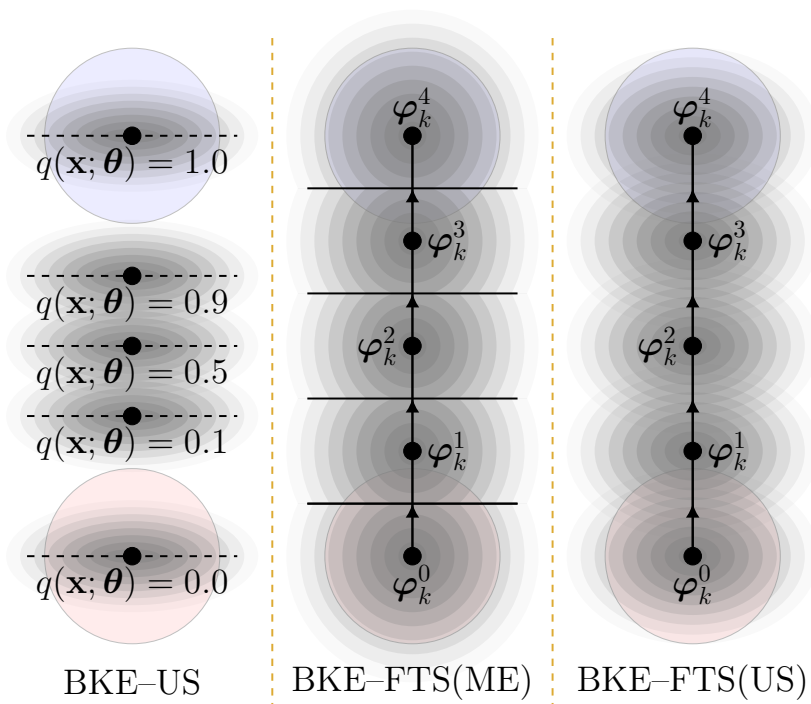 q(x; θ) = 1.0
q(x; θ) = 0.9
q(x; θ) = 0.5
q(x; θ) = 0.1
q(x; θ) = 0.0
BKE–US
φ_k^4
φ_k^3
φ_k^2
φ_k^1
φ_k^0
BKE–FTS(ME)
φ_k^4
φ_k^3
φ_k^2
φ_k^1
φ_k^0
BKE–FTS(US)